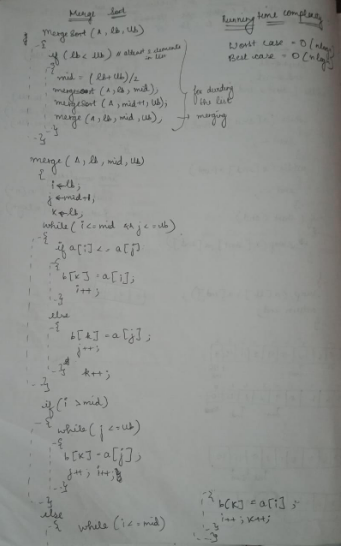 Merge Sort
MergeSort (A, lb, ub)
{
if (lb < ub) * atleast 2 elements in list
{
mid = (lb+ub)/2
mergesort (A, lb, mid);
mergeSort (A, mid+1, ub);
merge (a, lb, mid, ub);
}
}
for dividing
the list
merging
Running time complexity
Worst case = O(nlogn)
Best case = O(nlogn)
merge (A, lb, mid, ub)
{
i ← lb;
j ← mid+1;
k ← lb;
while (i <= mid && j <= ub)
{
if a[i] <= a[j]
{
b[k] = a[i];
i++;
}
else
{
b[k] = a[j];
j++;
}
k++;
}
if (i > mid)
{ while (j <= ub)
{
b[k] = a[j];
j++;
}
else
{ while (i <= mid)
{ b[k] = a[i];
i++; k++;
}
}